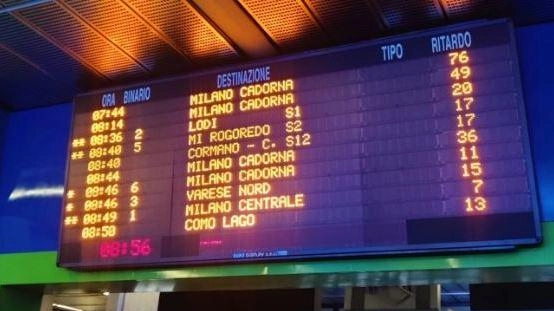 ORA BINARIO DESTINAZIONE TIPO RITARDO
07:44 MILANO CADORNA 76
08:14 MILANO CADORNA 49
** 08:36 2 LODI S1 20
** 08:40 5 MI ROGOREDO S2 17
08:40 CORMANO - C. S12 17
08:44 MILANO CADORNA 36
* 08:46 6 MILANO CADORNA 11
* 08:46 3 VARESE NORD 15
** 08:49 1 MILANO CENTRALE 7
08:50 COMO LAGO 13
08:56